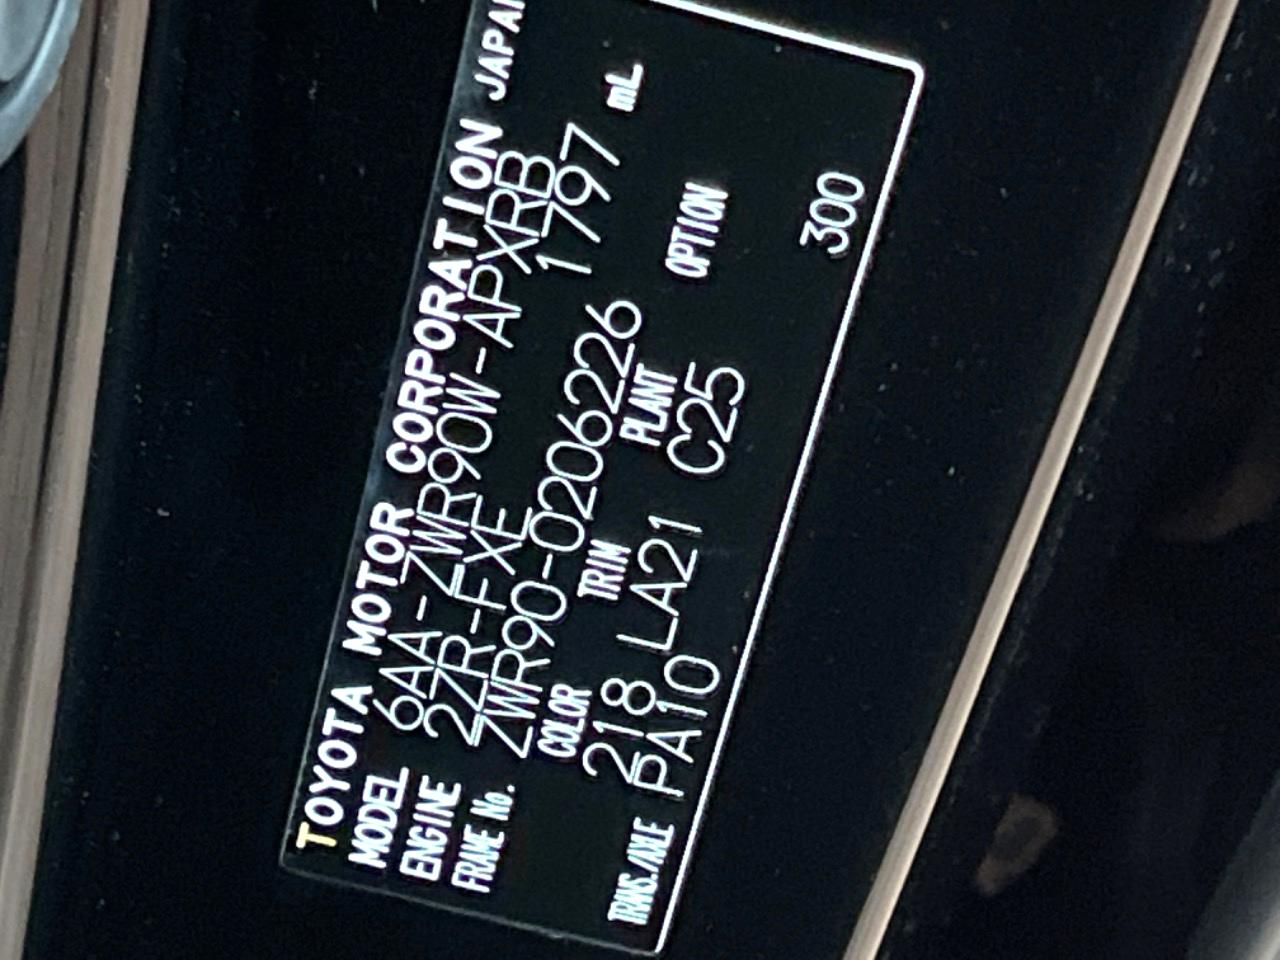 TOYOTA MOTOR CORPORATION JAPAN
MODEL 6AA-ZWR90W-APXRB
ENGINE 2ZR-FXE 1797 mL
FRAME No. ZWR90-0206226
COLOR TRIM PLANT OPTION
218 LA21 C25
TRANS./AXLE PA10 300